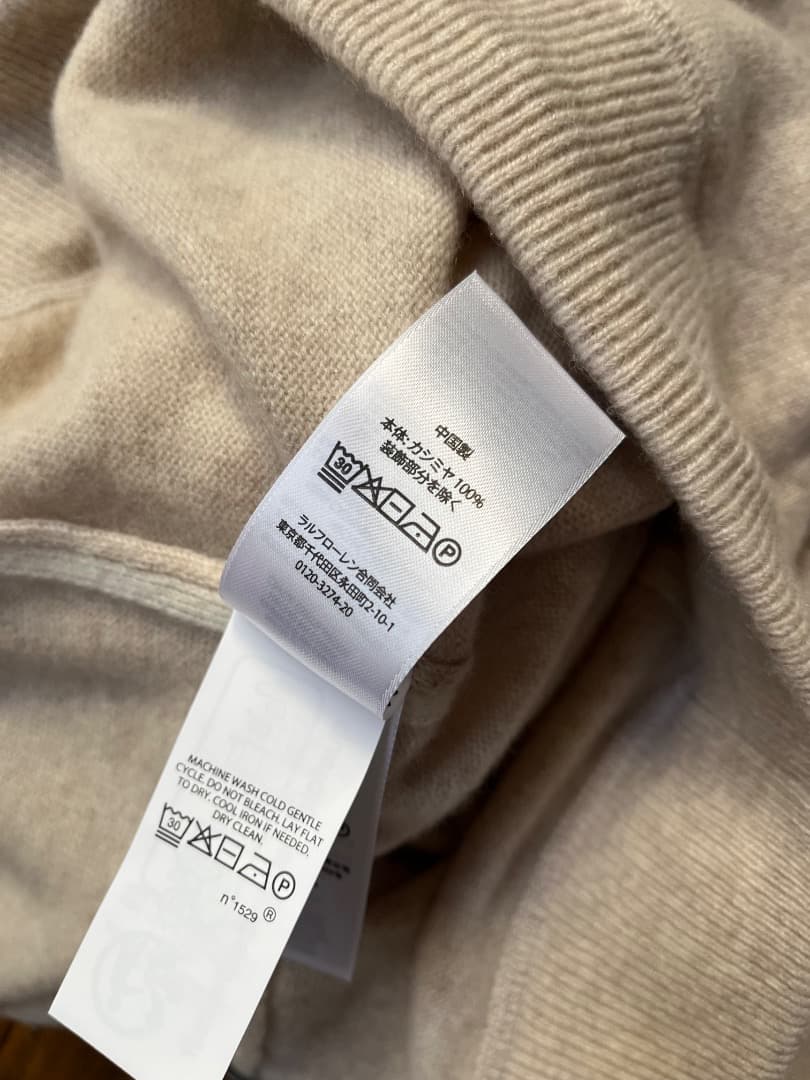 中国製
本体: カシミヤ 100%
装飾部分を除く
30
P
ラルフローレン合同会社
東京都千代田区永田町2-10-1
0120-3274-20
MACHINE WASH COLD GENTLE
CYCLE. DO NOT BLEACH. LAY FLAT
TO DRY. COOL IRON IF NEEDED.
DRY CLEAN.
30
P
n°1529 ®